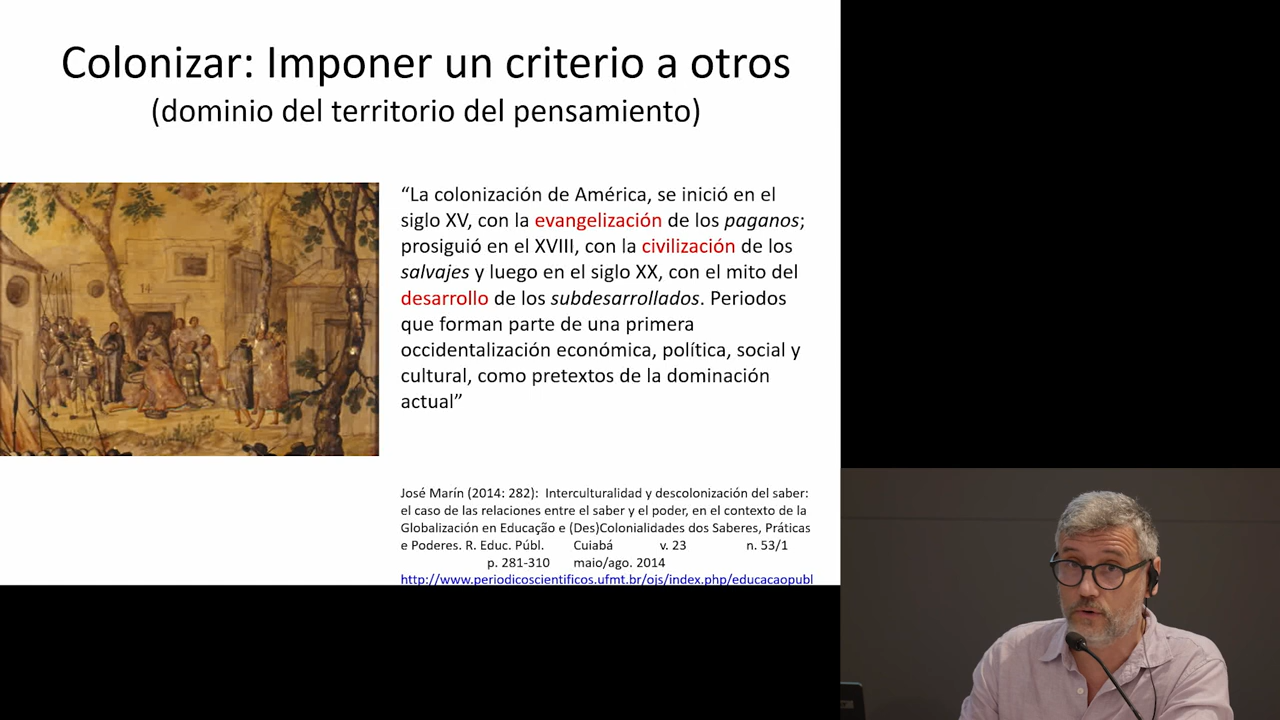 Colonizar: Imponer un criterio a otros
(dominio del territorio del pensamiento)
“La colonización de América, se inició en el
siglo XV, con la evangelización de los paganos;
prosiguió en el XVIII, con la civilización de los
salvajes y luego en el siglo XX, con el mito del
desarrollo de los subdesarrollados. Periodos
que forman parte de una primera
occidentalización económica, política, social y
cultural, como pretextos de la dominación
actual”
14
José Marín (2014: 282): Interculturalidad y descolonización del saber:
el caso de las relaciones entre el saber y el poder, en el contexto de la
Globalización en Educação e (Des)Colonialidades dos Saberes, Práticas
e Poderes. R. Educ. Públ. Cuiabá v. 23 n. 53/1
p. 281-310 maio/ago. 2014
http://www.periodicoscientificos.ufmt.br/ojs/index.php/educacaopubl